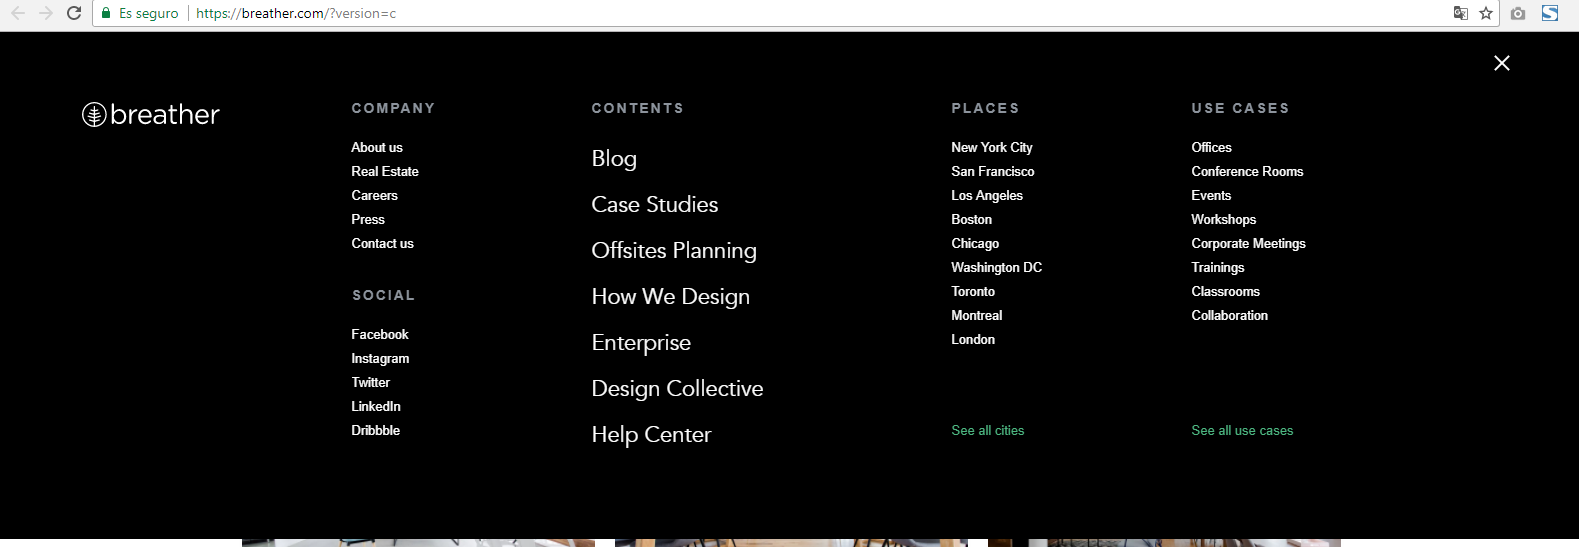 Es seguro
https://breather.com/?version=c
breather
COMPANY
About us
Real Estate
Careers
Press
Contact us
SOCIAL
Facebook
Instagram
Twitter
LinkedIn
Dribbble
CONTENTS
Blog
Case Studies
Offsites Planning
How We Design
Enterprise
Design Collective
Help Center
PLACES
New York City
San Francisco
Los Angeles
Boston
Chicago
Washington DC
Toronto
Montreal
London
See all cities
USE CASES
Offices
Conference Rooms
Events
Workshops
Corporate Meetings
Trainings
Classrooms
Collaboration
See all use cases